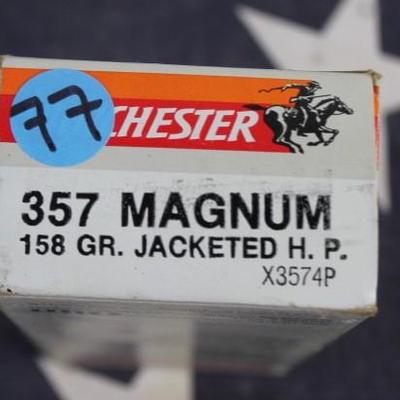 77
CHESTER
357 MAGNUM
158 GR. JACKETED H. P.
X3574P